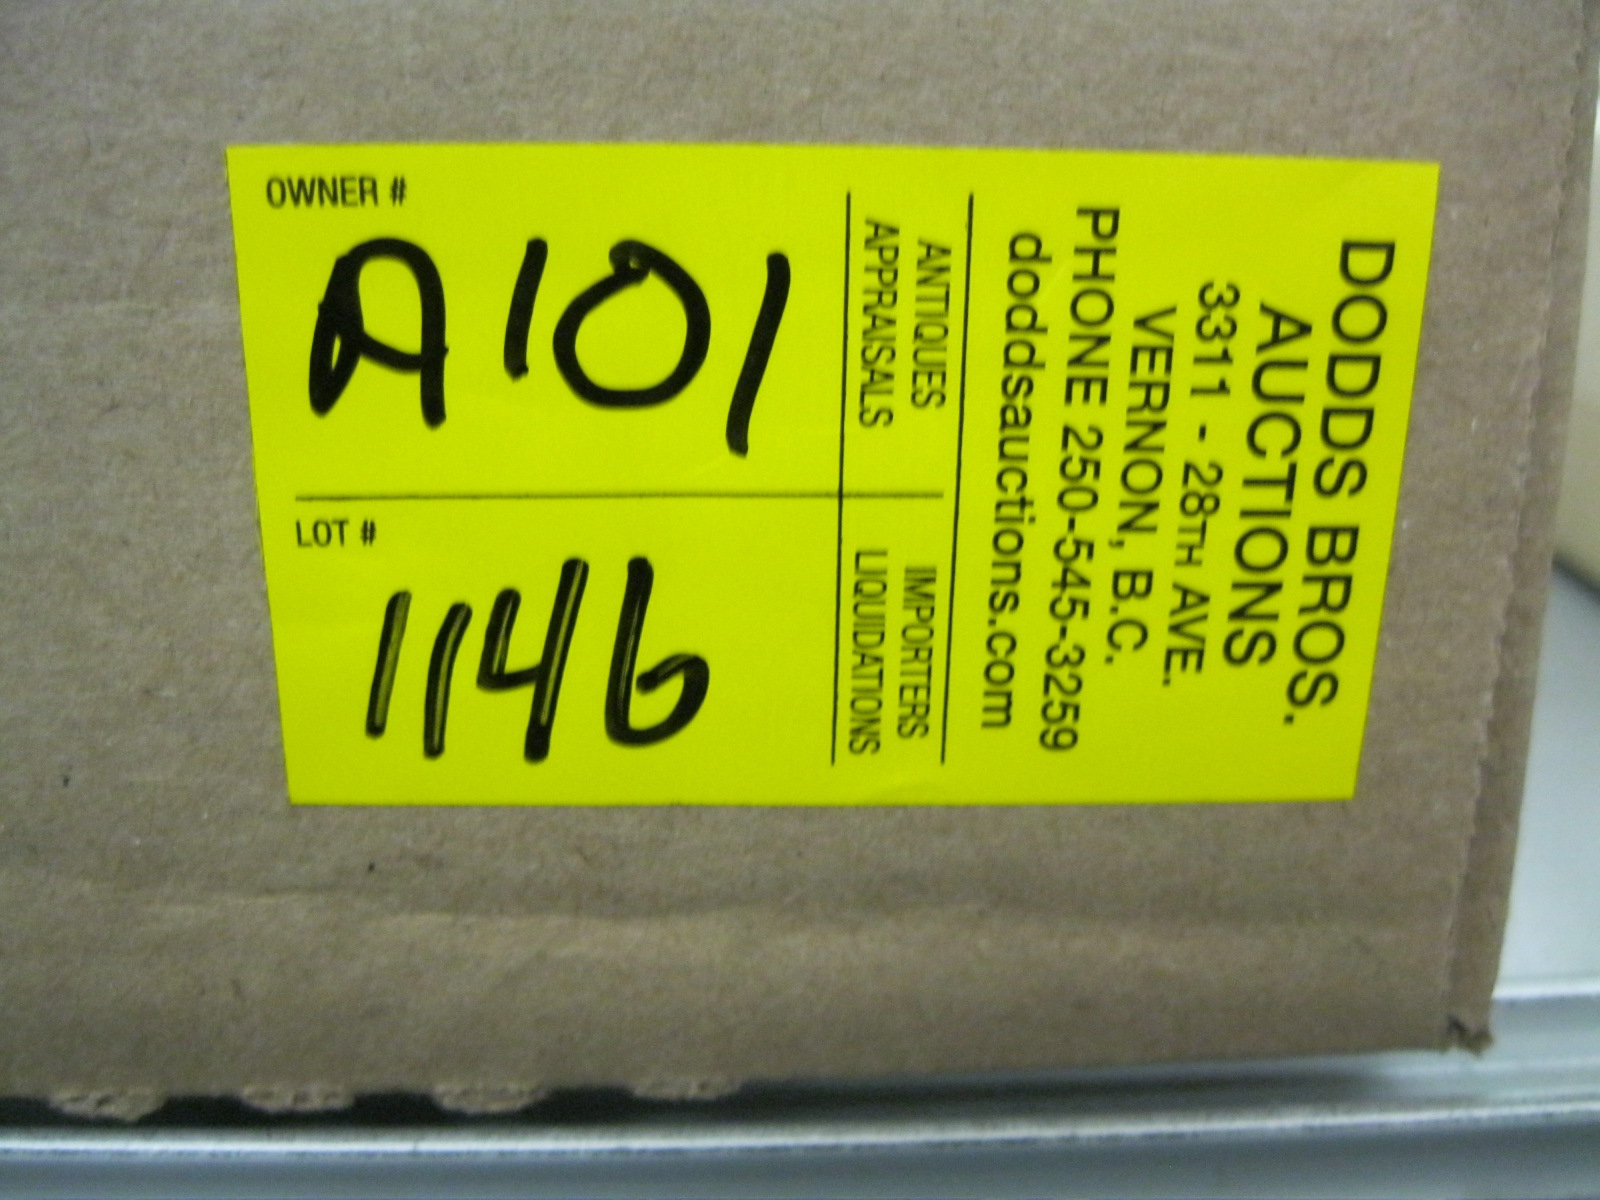 DODDS BROS.
AUCTIONS
3311 - 28TH AVE.
VERNON, B.C.
PHONE 250-545-3259
doddsauctions.com
ANTIQUES IMPORTERS
APPRAISALS LIQUIDATIONS
OWNER #
A101
LOT #
1146